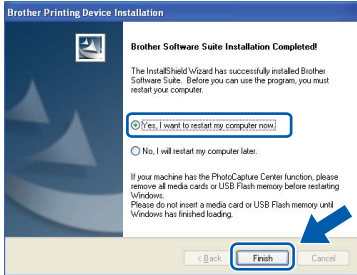 Brother Printing Device Installation
Brother Software Suite Installation Completed!
The InstallShield Wizard has successfully installed Brother
Software Suite. Before you can use the program, you must
restart your computer.
Yes, I want to restart my computer now.
No, I will restart my computer later.
If your machine has the PhotoCapture Center function, please
remove all media cards or USB Flash memory before restarting
Windows.
Please do not insert a media card or USB Flash memory until
Windows has finished loading.
< Back
Finish
Cancel